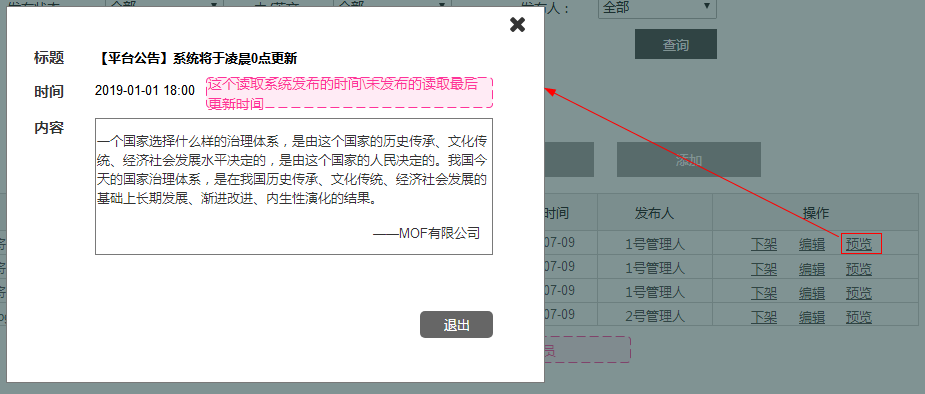 全部
全部
发布人：
全部
查询
标题
【平台公告】系统将于凌晨0点更新
时间
2019-01-01 18:00
这个读取系统发布的时间\未发布的读取最后
更新时间
内容
一个国家选择什么样的治理体系，是由这个国家的历史传承、文化传
统、经济社会发展水平决定的，是由这个国家的人民决定的。我国今
天的国家治理体系，是在我国历史传承、文化传统、经济社会发展的
基础上长期发展、渐进改进、内生性演化的结果。
——MOF有限公司
退出
添加
时间 发布人 操作
07-09 1号管理人 下架 编辑 预览
07-09 1号管理人 下架 编辑 预览
07-09 1号管理人 下架 编辑 预览
07-09 2号管理人 下架 编辑 预览
员